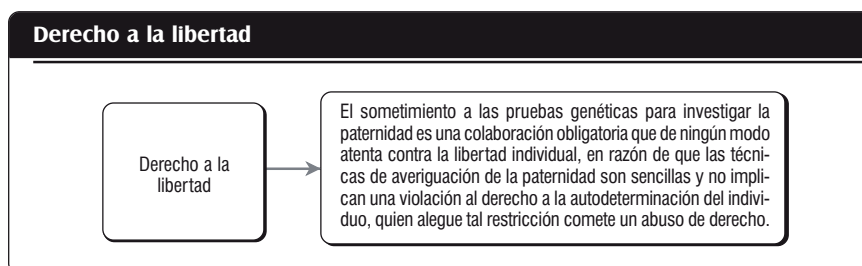 Derecho a la libertad
Derecho a la
libertad
El sometimiento a las pruebas genéticas para investigar la
paternidad es una colaboración obligatoria que de ningún modo
atenta contra la libertad individual, en razón de que las técni-
cas de averiguación de la paternidad son sencillas y no impli-
can una violación al derecho a la autodeterminación del indivi-
duo, quien alegue tal restricción comete un abuso de derecho.